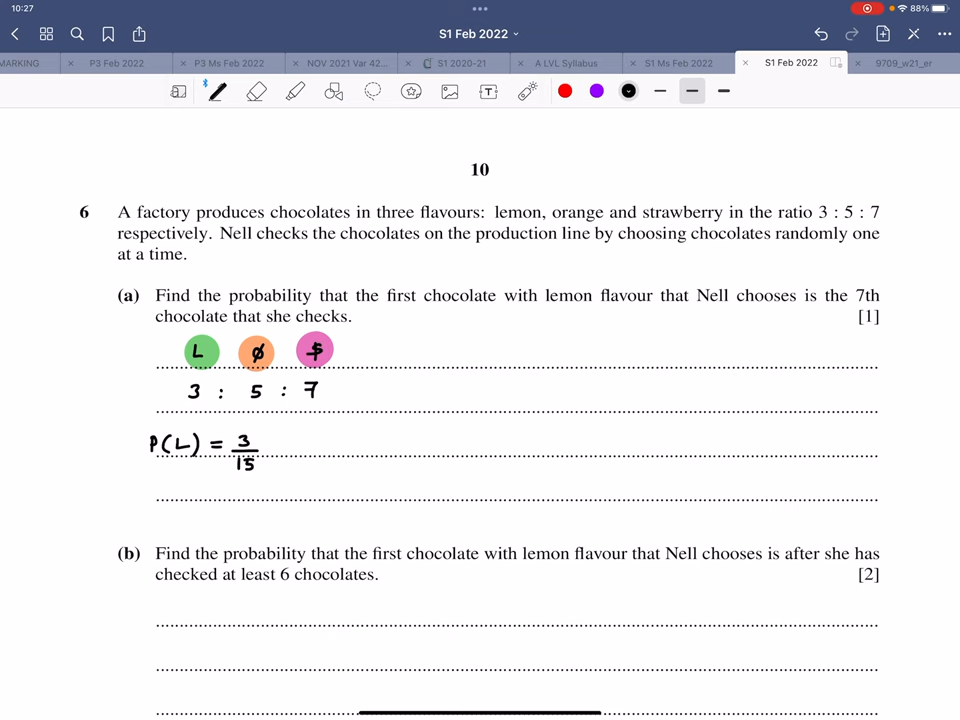 10:27
88%
S1 Feb 2022
MARKING
P3 Feb 2022
P3 Ms Feb 2022
NOV 2021 Var 42...
S1 2020-21
A LVL Syllabus
S1 Ms Feb 2022
S1 Feb 2022
9709_w21_er
10
6 A factory produces chocolates in three flavours: lemon, orange and strawberry in the ratio 3 : 5 : 7
respectively. Nell checks the chocolates on the production line by choosing chocolates randomly one
at a time.
(a) Find the probability that the first chocolate with lemon flavour that Nell chooses is the 7th
chocolate that she checks. [1]
L O S
3 : 5 : 7
P(L) = 3/15
(b) Find the probability that the first chocolate with lemon flavour that Nell chooses is after she has
checked at least 6 chocolates. [2]